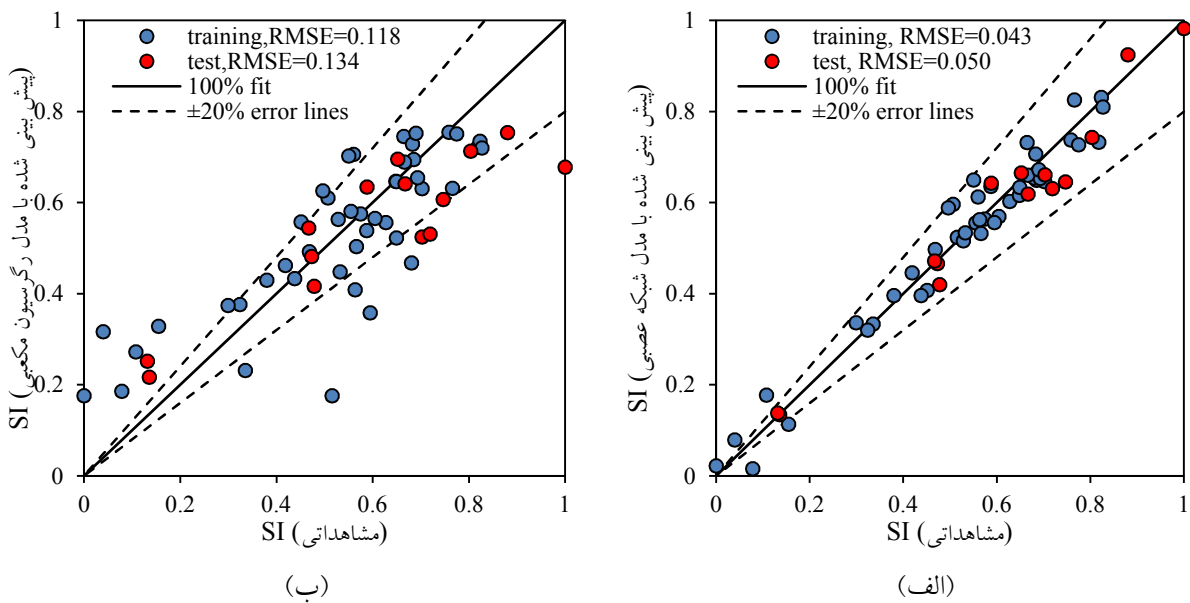 training,RMSE=0.118
test,RMSE=0.134
100% fit
±20% error lines
1
0.8
0.6
0.4
0.2
0
0
0.2
0.4
0.6
0.8
1
SI (پیش بینی شده با مدل رگرسیون مکعبی)
SI (مشاهداتی)
(ب)
training, RMSE=0.043
test, RMSE=0.050
100% fit
±20% error lines
1
0.8
0.6
0.4
0.2
0
0
0.2
0.4
0.6
0.8
1
SI (پیش بینی شده با مدل شبکه عصبی)
SI (مشاهداتی)
(الف)